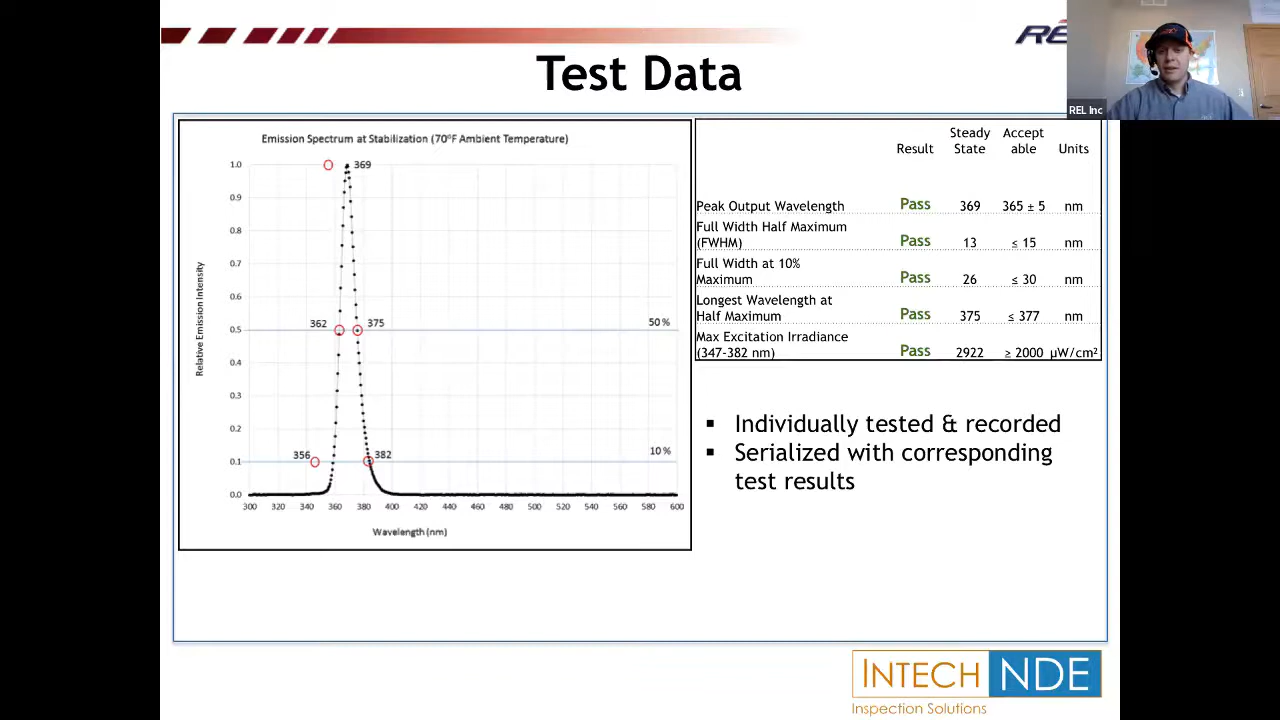 RE
Test Data
REL Inc
Emission Spectrum at Stabilization (70°F Ambient Temperature)
1.0
0.9
0.8
0.7
0.6
0.5
0.4
0.3
0.2
0.1
0.0
Relative Emission Intensity
369
362
375
50 %
356
382
10 %
300 320 340 360 380 400 420 440 460 480 500 520 540 560 580 600
Wavelength (nm)
Result Steady State Accept able Units
Peak Output Wavelength Pass 369 365 ± 5 nm
Full Width Half Maximum
(FWHM) Pass 13 ≤ 15 nm
Full Width at 10%
Maximum Pass 26 ≤ 30 nm
Longest Wavelength at
Half Maximum Pass 375 ≤ 377 nm
Max Excitation Irradiance
(347-382 nm) Pass 2922 ≥ 2000 µW/cm²
▪ Individually tested & recorded
▪ Serialized with corresponding
test results
INTECH NDE
Inspection Solutions